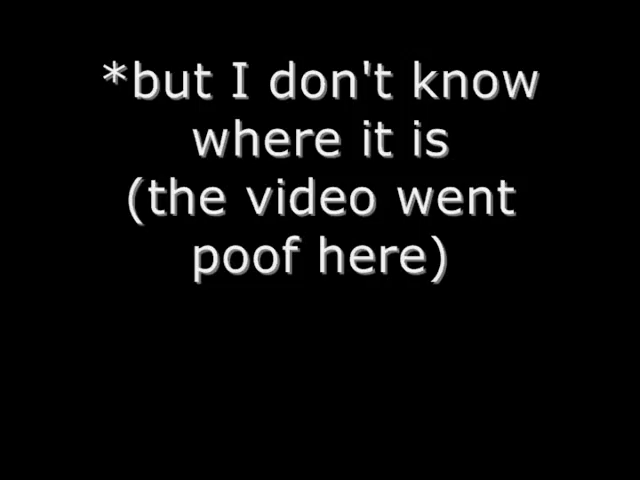 *but I don't know
where it is
(the video went
poof here)